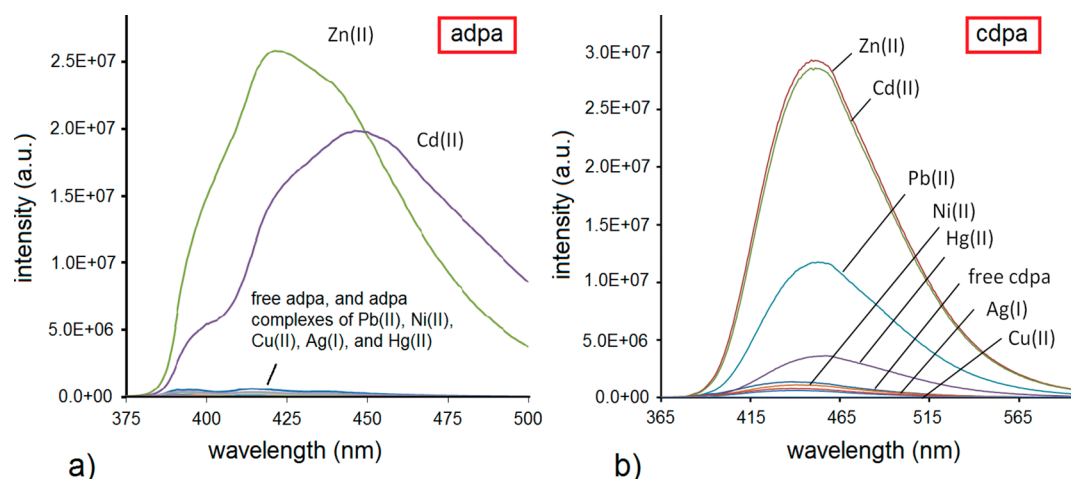 Zn(II)
adpa
2.5E+07
2.0E+07
Cd(II)
1.5E+07
1.0E+07
free adpa, and adpa
complexes of Pb(II), Ni(II),
Cu(II), Ag(I), and Hg(II)
5.0E+06
0.0+00
375
400
425
450
475
500
intensity (a.u.)
wavelength (nm)
a)
cdpa
3.0E+07
Zn(II)
Cd(II)
2.5E+07
2.0E+07
Pb(II)
1.5E+07
Ni(II)
Hg(II)
free cdpa
1.0E+07
Ag(I)
Cu(II)
5.0E+06
0.0E+00
365
415
465
515
565
intensity (a.u.)
wavelength (nm)
b)